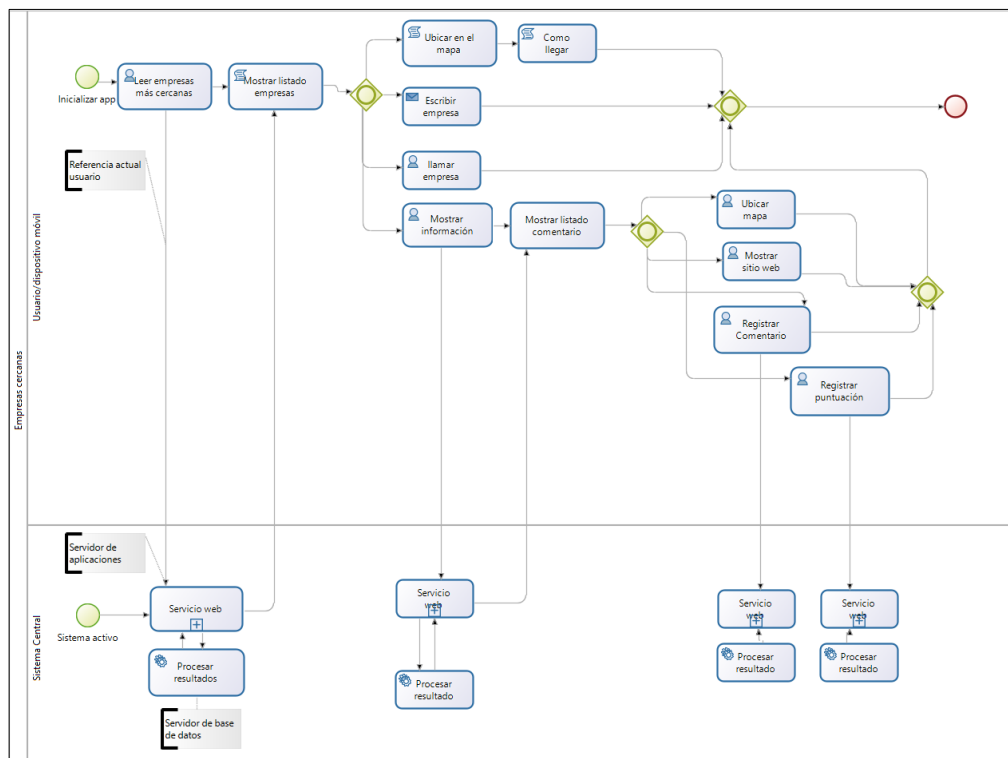 Empresas cercanas
Usuario/dispositivo móvil
Inicializar app
Leer empresas
más cercanas
Mostrar listado
empresas
Ubicar en el
mapa
Como
llegar
Escribir
empresa
llamar
empresa
Mostrar
información
Mostrar listado
comentario
Ubicar
mapa
Mostrar
sitio web
Registrar
Comentario
Registrar
puntuación
Referencia actual
usuario
Sistema Central
Servidor de
aplicaciones
Sistema activo
Servicio web
Procesar
resultados
Servidor de base
de datos
Servicio
web
Procesar
resultado
Servicio
web
Procesar
resultado
Servicio
web
Procesar
resultado